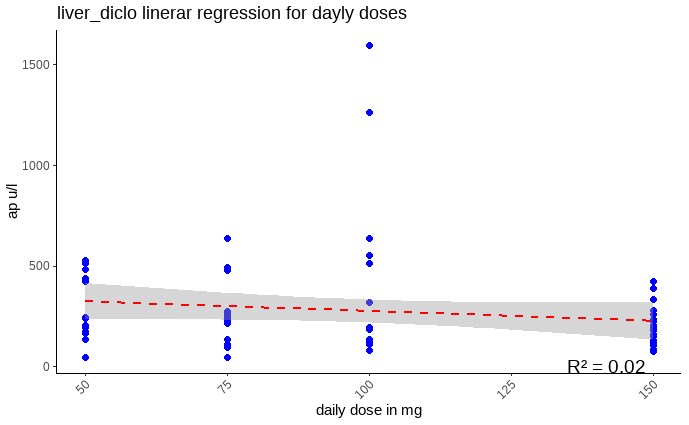 liver_diclo linerar regression for dayly doses
1500
1000
500
0
ap u/l
R² = 0.02
50
75
100
125
150
daily dose in mg